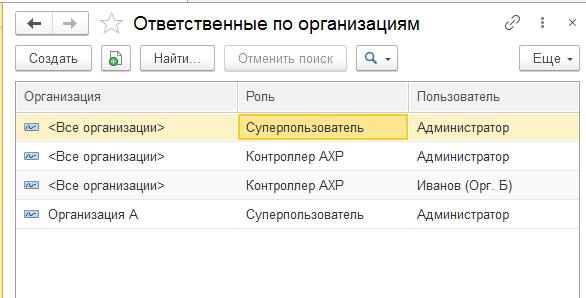 Ответственные по организациям
Создать Найти... Отменить поиск Еще
Организация Роль Пользователь
<Все организации> Суперпользователь Администратор
<Все организации> Контроллер АХР Администратор
<Все организации> Контроллер АХР Иванов (Орг. Б)
Организация А Суперпользователь Администратор